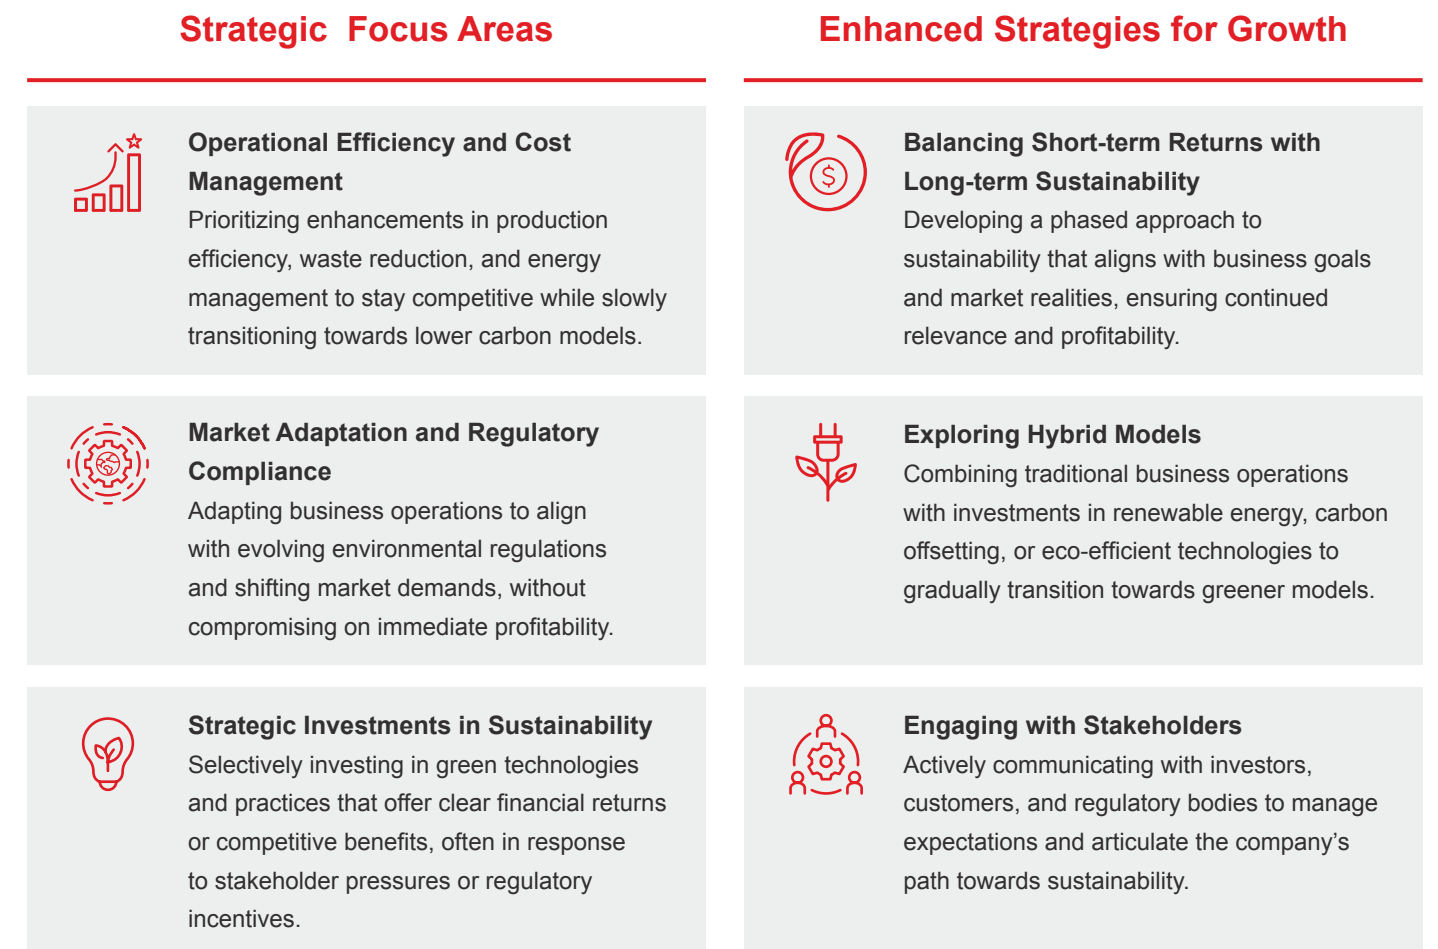 Strategic  Focus Areas
Operational Efficiency and Cost
Management
Prioritizing enhancements in production
efficiency, waste reduction, and energy
management to stay competitive while slowly
transitioning towards lower carbon models.
Market Adaptation and Regulatory
Compliance
Adapting business operations to align
with evolving environmental regulations
and shifting market demands, without
compromising on immediate profitability.
Strategic Investments in Sustainability
Selectively investing in green technologies
and practices that offer clear financial returns
or competitive benefits, often in response
to stakeholder pressures or regulatory
incentives.
Enhanced Strategies for Growth
Balancing Short-term Returns with
Long-term Sustainability
Developing a phased approach to
sustainability that aligns with business goals
and market realities, ensuring continued
relevance and profitability.
Exploring Hybrid Models
Combining traditional business operations
with investments in renewable energy, carbon
offsetting, or eco-efficient technologies to
gradually transition towards greener models.
Engaging with Stakeholders
Actively communicating with investors,
customers, and regulatory bodies to manage
expectations and articulate the company’s
path towards sustainability.